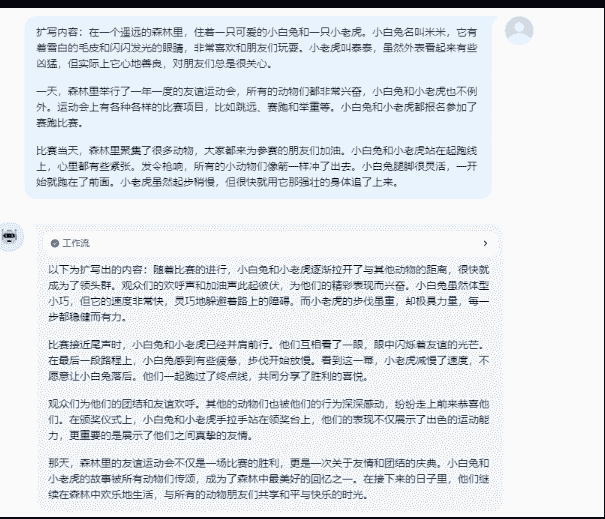 扩写内容：在一个遥远的森林里，住着一只可爱的小白兔和一只小老虎。小白兔名叫米米，它有
着雪白的毛皮和闪闪发光的眼睛，非常喜欢和朋友们玩耍。小老虎叫泰泰，虽然外表看起来有些
凶猛，但实际上它心地善良，对朋友们总是很关心。
一天，森林里举行了一年一度的友谊运动会，所有的动物们都非常兴奋，小白兔和小老虎也不例
外。运动会上有各种各样的比赛项目，比如跳远、赛跑和举重等。小白兔和小老虎都报名参加了
赛跑比赛。
比赛当天，森林里聚集了很多动物，大家都来为参赛的朋友们加油。小白兔和小老虎站在起跑线
上，心里都有些紧张。发令枪响，所有的小动物们像箭一样冲了出去。小白兔腿脚很灵活，一开
始就跑在了前面。小老虎虽然起步稍慢，但很快就用它那强壮的身体追了上来。
工作流
以下为扩写出的内容：随着比赛的进行，小白兔和小老虎逐渐拉开了与其他动物的距离，很快就
成为了领头群。观众们的欢呼声和加油声此起彼伏，为他们的精彩表现而兴奋。小白兔虽然体型
小巧，但它的速度非常快，灵巧地躲避着路上的障碍。而小老虎的步伐虽重，却极具力量，每一
步都稳健而有力。
比赛接近尾声时，小白兔和小老虎已经并肩前行。他们互相看了一眼，眼中闪烁着友谊的光芒。
在最后一段路程上，小白兔感到有些疲惫，步伐开始放慢。看到这一幕，小老虎减慢了速度，不
愿意让小白兔落后。他们一起跑过了终点线，共同分享了胜利的喜悦。
观众们为他们的团结和友谊欢呼。其他的动物们也被他们的行为深深感动，纷纷走上前来恭喜他
们。在颁奖仪式上，小白兔和小老虎手拉手站在领奖台上，他们的表现不仅展示了出色的运动能
力，更重要的是展示了他们之间真挚的友情。
那天，森林里的友谊运动会不仅是一场比赛的胜利，更是一次关于友情和团结的庆典。小白兔和
小老虎的故事被所有动物们传颂，成为了森林中最美好的回忆之一。在接下来的日子里，他们继
续在森林中欢乐地生活，与所有的动物朋友们共享和平与快乐的时光。